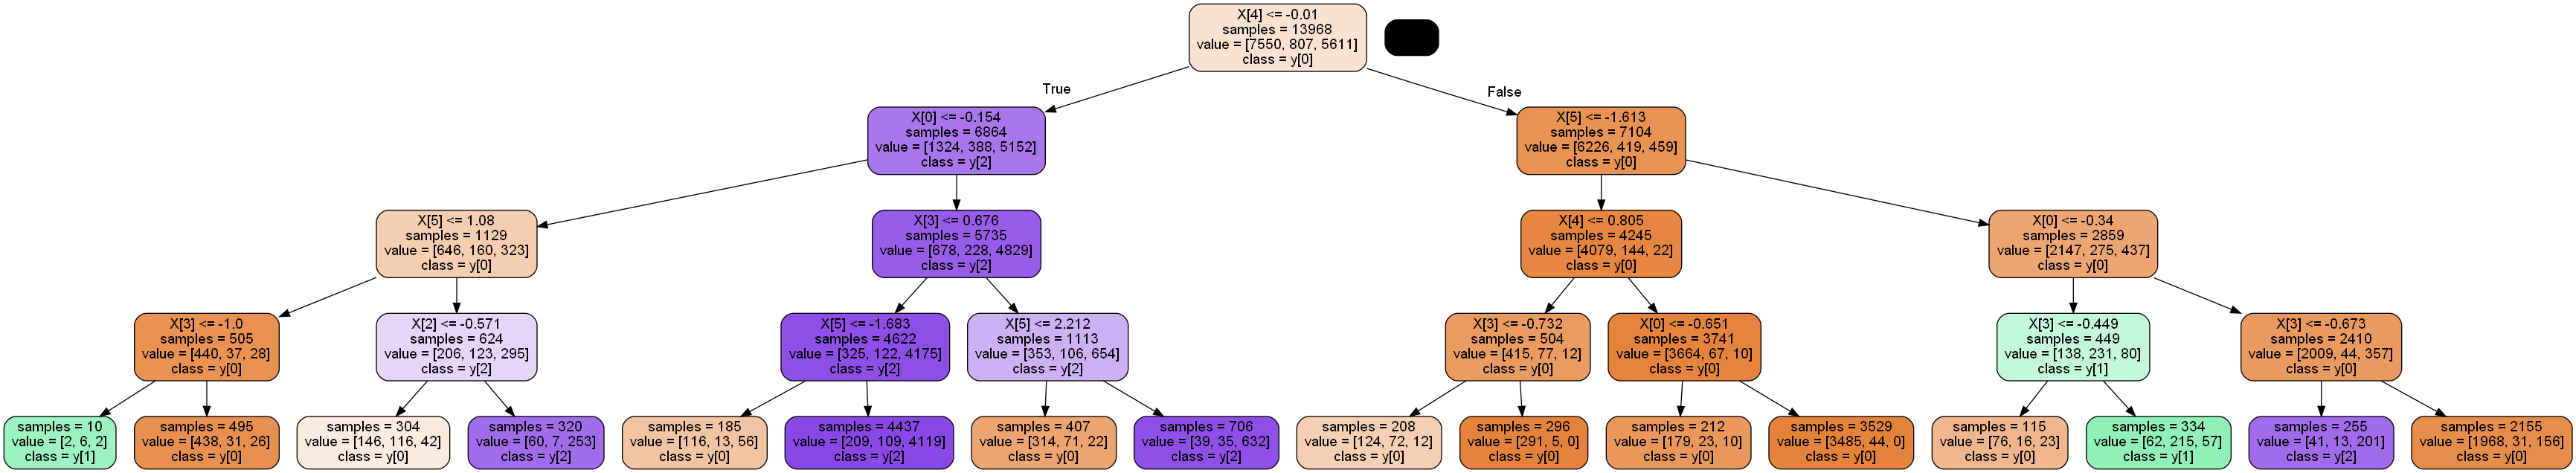 X[4] <= -0.01
samples = 13968
value = [7550, 807, 5611]
class = y[0]
True
False
X[0] <= -0.154
samples = 6864
value = [1324, 388, 5152]
class = y[2]
X[5] <= -1.613
samples = 7104
value = [6226, 419, 459]
class = y[0]
X[5] <= 1.08
samples = 1129
value = [646, 160, 323]
class = y[0]
X[3] <= 0.676
samples = 5735
value = [678, 228, 4829]
class = y[2]
X[4] <= 0.805
samples = 4245
value = [4079, 144, 22]
class = y[0]
X[0] <= -0.34
samples = 2859
value = [2147, 275, 437]
class = y[0]
X[3] <= -1.0
samples = 505
value = [440, 37, 28]
class = y[0]
X[2] <= -0.571
samples = 624
value = [206, 123, 295]
class = y[2]
X[5] <= -1.683
samples = 4622
value = [325, 122, 4175]
class = y[2]
X[5] <= 2.212
samples = 1113
value = [353, 106, 654]
class = y[2]
X[3] <= -0.732
samples = 504
value = [415, 77, 12]
class = y[0]
X[0] <= -0.651
samples = 3741
value = [3664, 67, 10]
class = y[0]
X[3] <= -0.449
samples = 449
value = [138, 231, 80]
class = y[1]
X[3] <= -0.673
samples = 2410
value = [2009, 44, 357]
class = y[0]
samples = 10
value = [2, 6, 2]
class = y[1]
samples = 495
value = [438, 31, 26]
class = y[0]
samples = 304
value = [146, 116, 42]
class = y[0]
samples = 320
value = [60, 7, 253]
class = y[2]
samples = 185
value = [116, 13, 56]
class = y[0]
samples = 4437
value = [209, 109, 4119]
class = y[2]
samples = 407
value = [314, 71, 22]
class = y[0]
samples = 706
value = [39, 35, 632]
class = y[2]
samples = 208
value = [124, 72, 12]
class = y[0]
samples = 296
value = [291, 5, 0]
class = y[0]
samples = 212
value = [179, 23, 10]
class = y[0]
samples = 3529
value = [3485, 44, 0]
class = y[0]
samples = 115
value = [76, 16, 23]
class = y[0]
samples = 334
value = [62, 215, 57]
class = y[1]
samples = 255
value = [41, 13, 201]
class = y[2]
samples = 2155
value = [1968, 31, 156]
class = y[0]